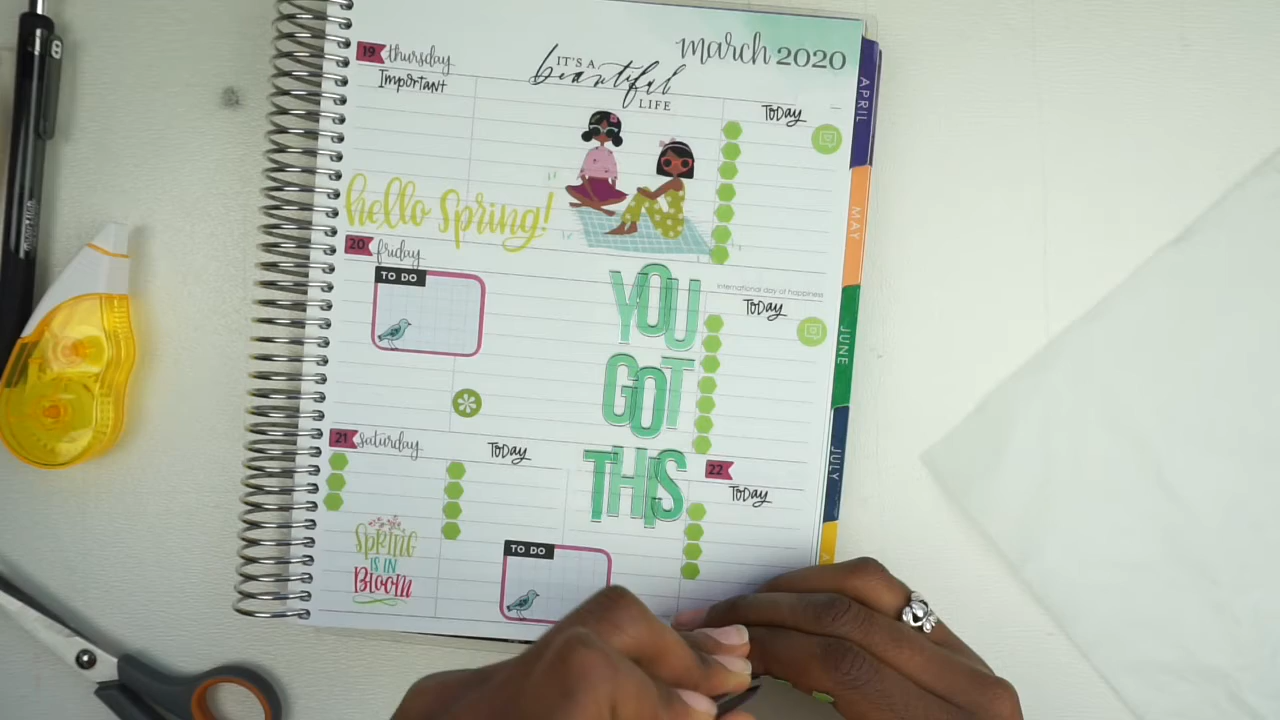 march 2020
19 thursday
Important
IT'S A
beautiful
LIFE
TODAY
hello Spring!
20 friday
TO DO
YOU
GOT
THIS
international day of happiness
TODAY
21 saturday
TODAY
22
TODAY
SPRING
IS IN
BLOOM
TO DO
APRIL
MAY
JUNE
JULY